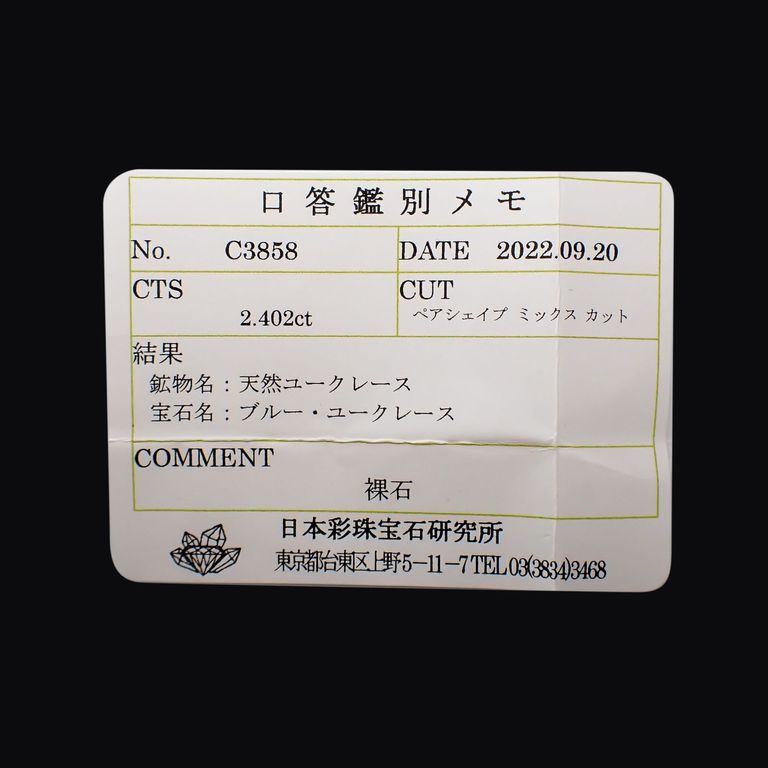 口答鑑別メモ
No. C3858
DATE 2022.09.20
CTS
2.402ct
CUT
ペアシェイプ ミックス カット
結果
鉱物名：天然ユークレース
宝石名：ブルー・ユークレース
COMMENT
裸石
日本彩珠宝石研究所
東京都台東区上野5-11-7 TEL 03(3834)3468